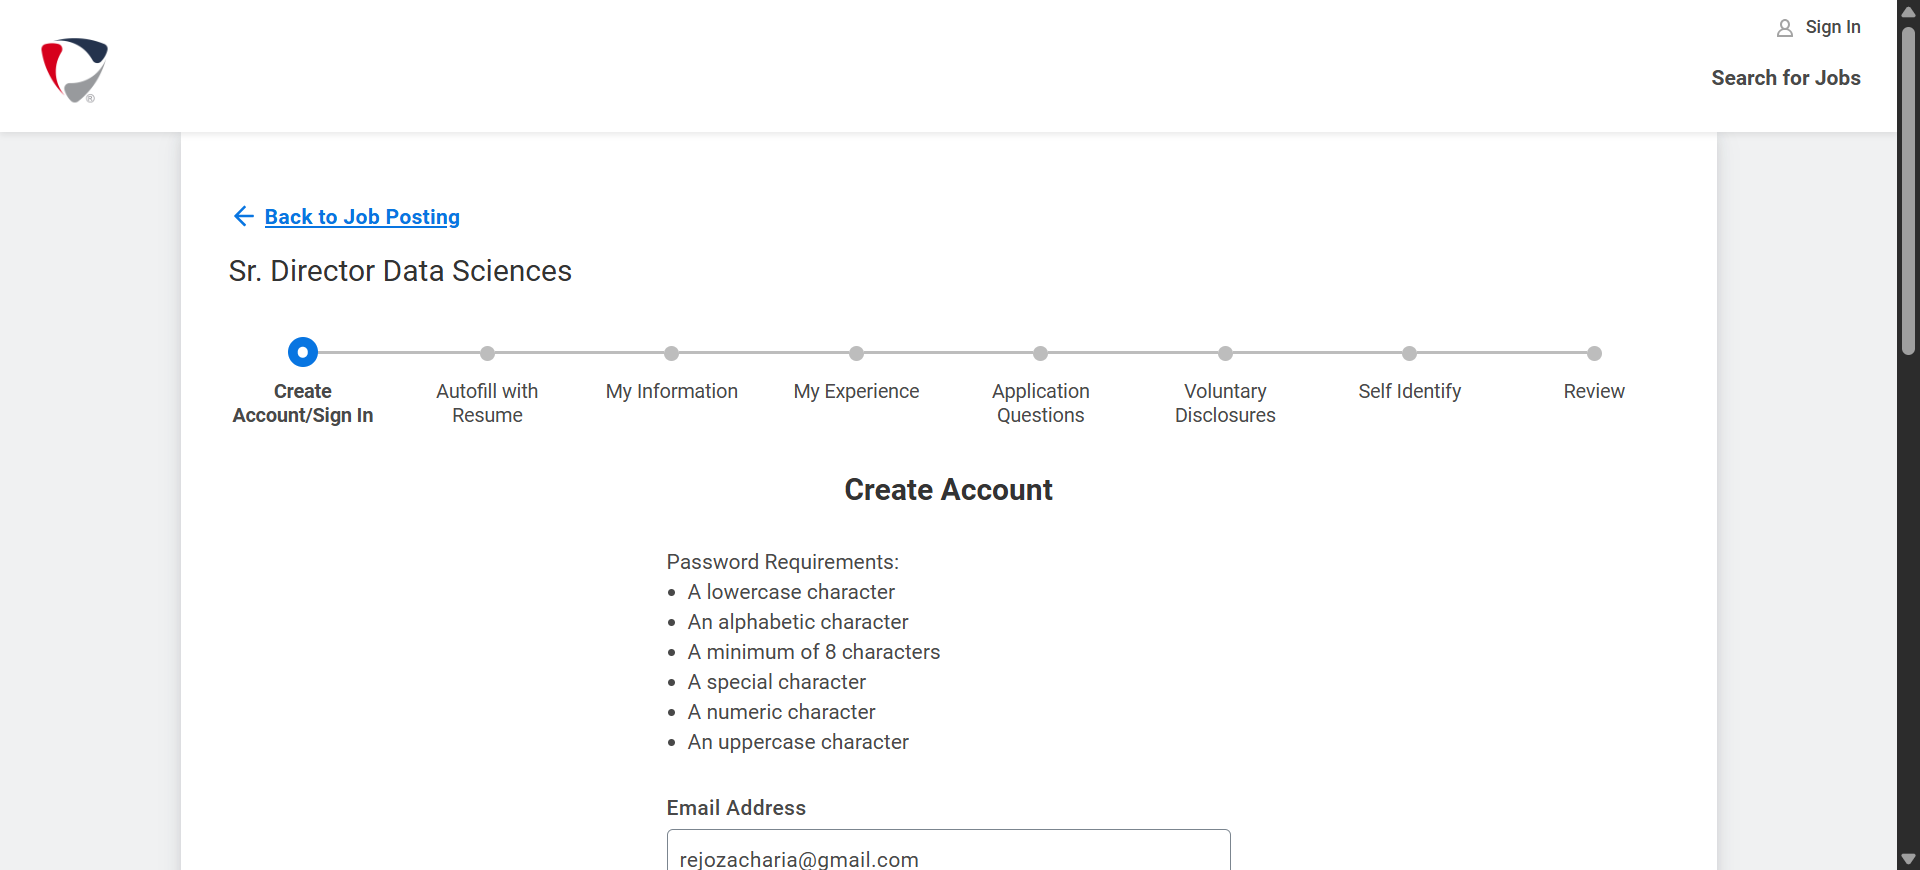 Sign In
Search for Jobs
®
Back to Job Posting
Sr. Director Data Sciences
Create
Account/Sign In
Autofill with
Resume
My Information
My Experience
Application
Questions
Voluntary
Disclosures
Self Identify
Review
Create Account
Password Requirements:
• A lowercase character
• An alphabetic character
• A minimum of 8 characters
• A special character
• A numeric character
• An uppercase character
Email Address
rejozacharia@gmail.com